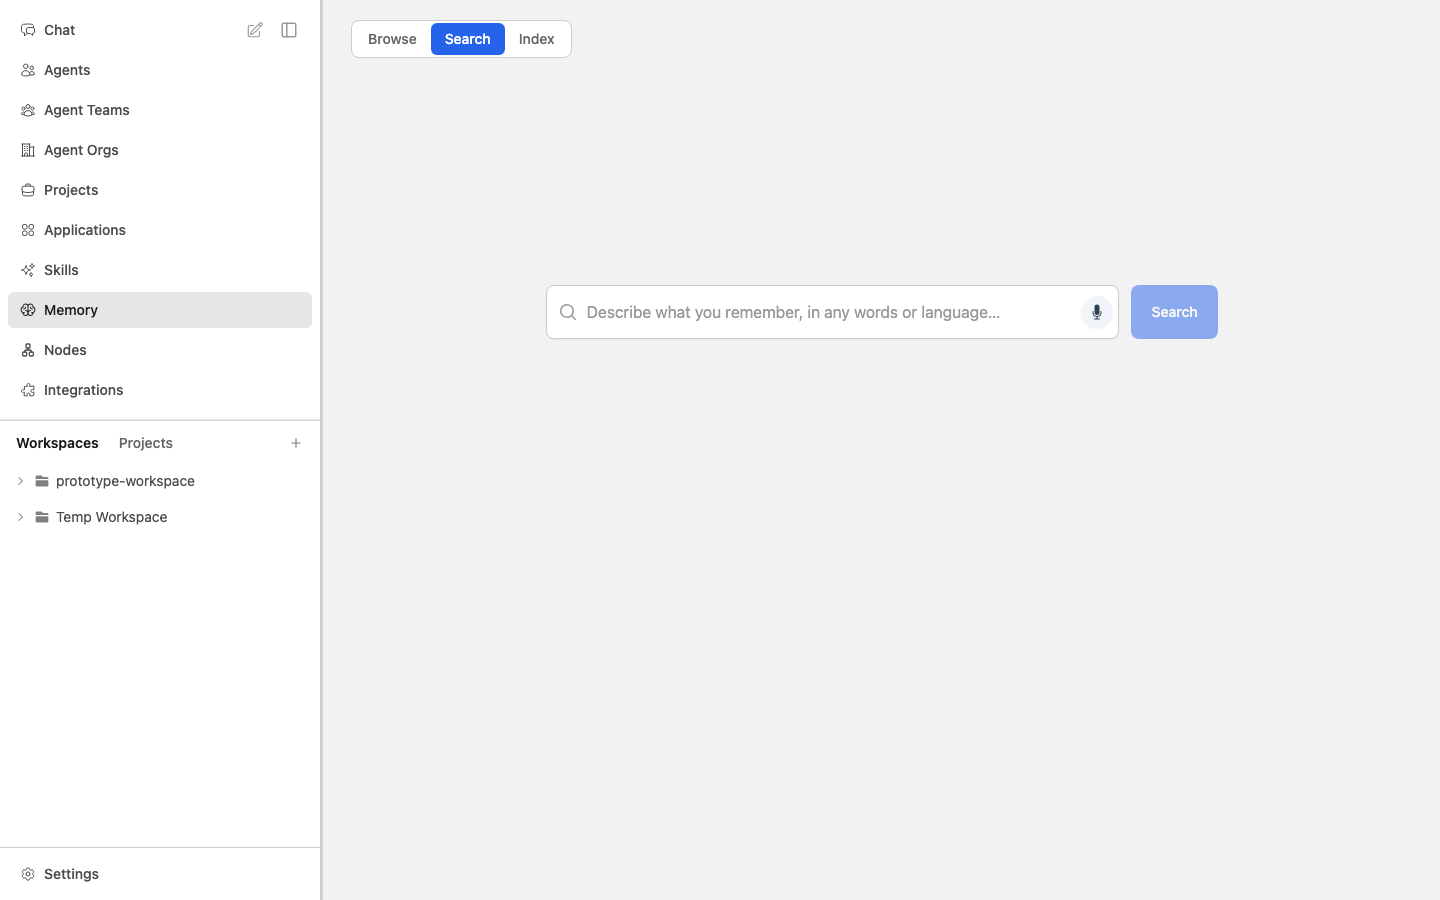 Chat
Agents
Agent Teams
Agent Orgs
Projects
Applications
Skills
Memory
Nodes
Integrations
Workspaces Projects
prototype-workspace
Temp Workspace
Settings
Browse Search Index
Describe what you remember, in any words or language...
Search